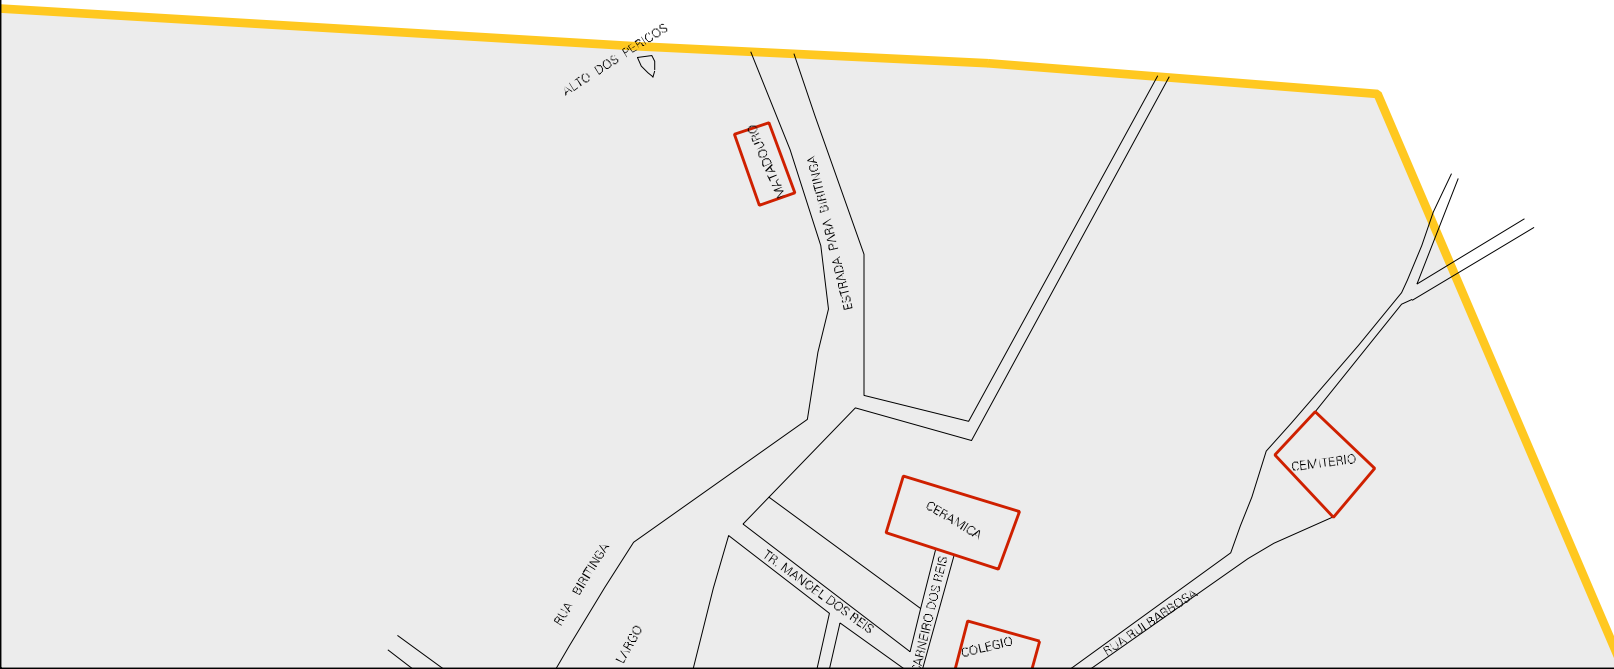 ALTO DOS PERICOS
MATADOURO
ESTRADA PARA BIRITINGA
CEMITERIO
CERAMICA
RUA BIRITINGA
TR. MANOEL DOS REIS
CARNEIRO DOS REIS
RUA RUI BARBOSA
LARGO
COLEGIO